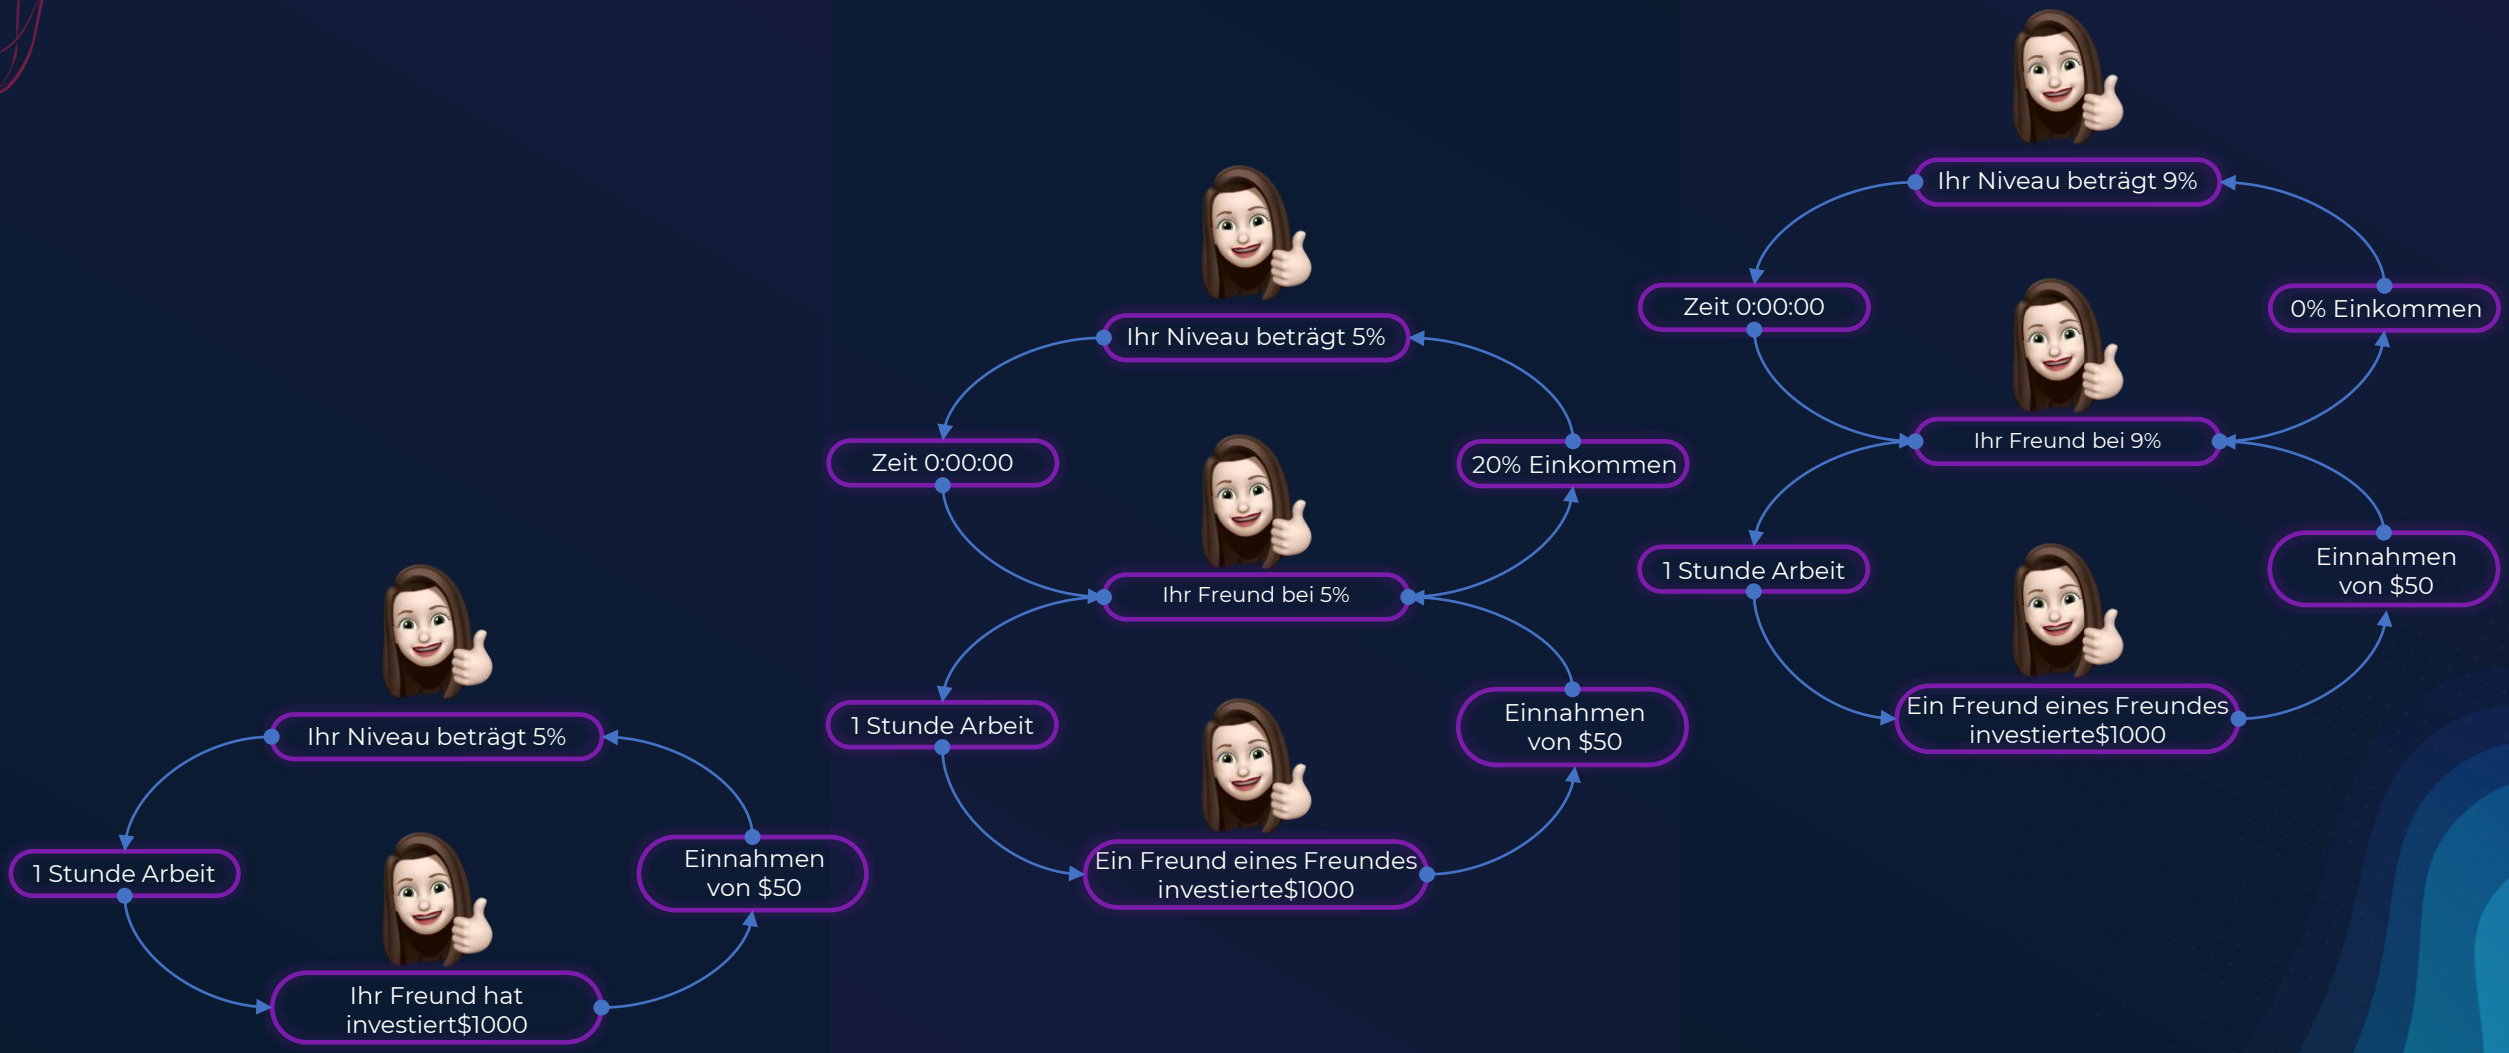 Ihr Niveau beträgt 5%
1 Stunde Arbeit
Einnahmen
von $50
Ihr Freund hat
investiert$1000
Ihr Niveau beträgt 5%
Zeit 0:00:00
20% Einkommen
Ihr Freund bei 5%
1 Stunde Arbeit
Einnahmen
von $50
Ein Freund eines Freundes
investierte$1000
Ihr Niveau beträgt 9%
Zeit 0:00:00
0% Einkommen
Ihr Freund bei 9%
1 Stunde Arbeit
Einnahmen
von $50
Ein Freund eines Freundes
investierte$1000